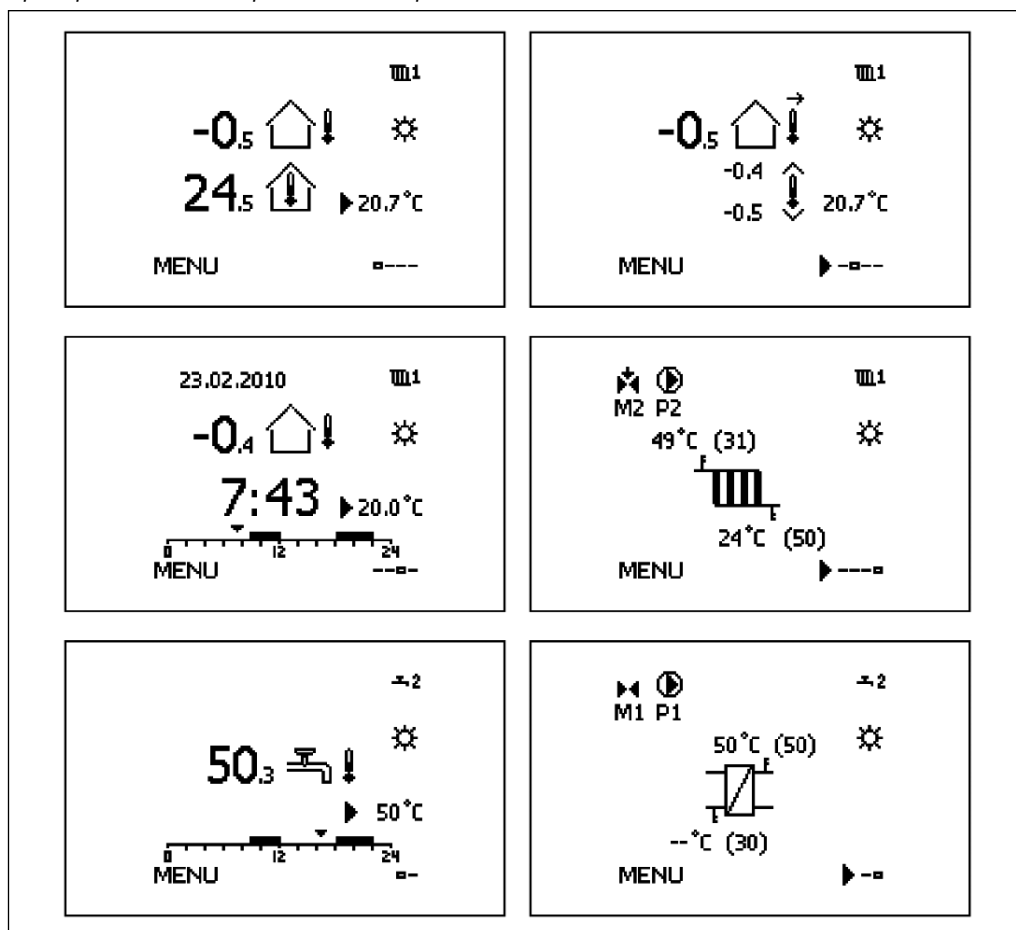 1
-0.5
24.5
20.7°C
MENU
1
-0.5
-0.4
-0.5
20.7°C
MENU
23.02.2010
1
-0.4
7:43
20.0°C
0 12 24
MENU
1
M2 P2
49°C (31)
24°C (50)
MENU
2
50.3
50°C
0 12 24
MENU
2
M1 P1
50°C (50)
--°C (30)
MENU